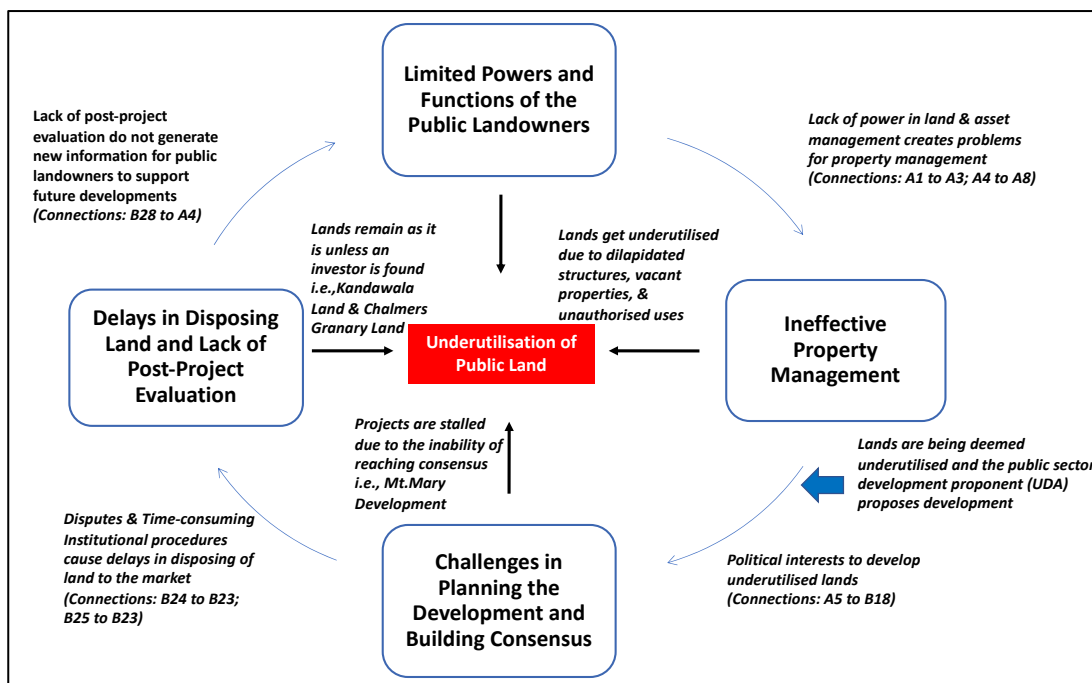 Limited Powers and
Functions of the
Public Landowners
Lack of post-project
evaluation do not generate
new information for public
landowners to support
future developments
(Connections: B28 to A4)
Lack of power in land & asset
management creates problems
for property management
(Connections: A1 to A3; A4 to A8)
Lands remain as it
is unless an
investor is found
i.e.,Kandawala
Land & Chalmers
Granary Land
Lands get underutilised
due to dilapidated
structures, vacant
properties, &
unauthorised uses
Delays in Disposing
Land and Lack of
Post-Project
Evaluation
Underutilisation of
Public Land
Ineffective
Property
Management
Projects are stalled
due to the inability of
reaching consensus
i.e., Mt.Mary
Development
Lands are being deemed
underutilised and the public sector
development proponent (UDA)
proposes development
Disputes & Time-consuming
Institutional procedures
cause delays in disposing of
land to the market
(Connections: B24 to B23;
B25 to B23)
Challenges in
Planning the
Development and
Building Consensus
Political interests to develop
underutilised lands
(Connections: A5 to B18)